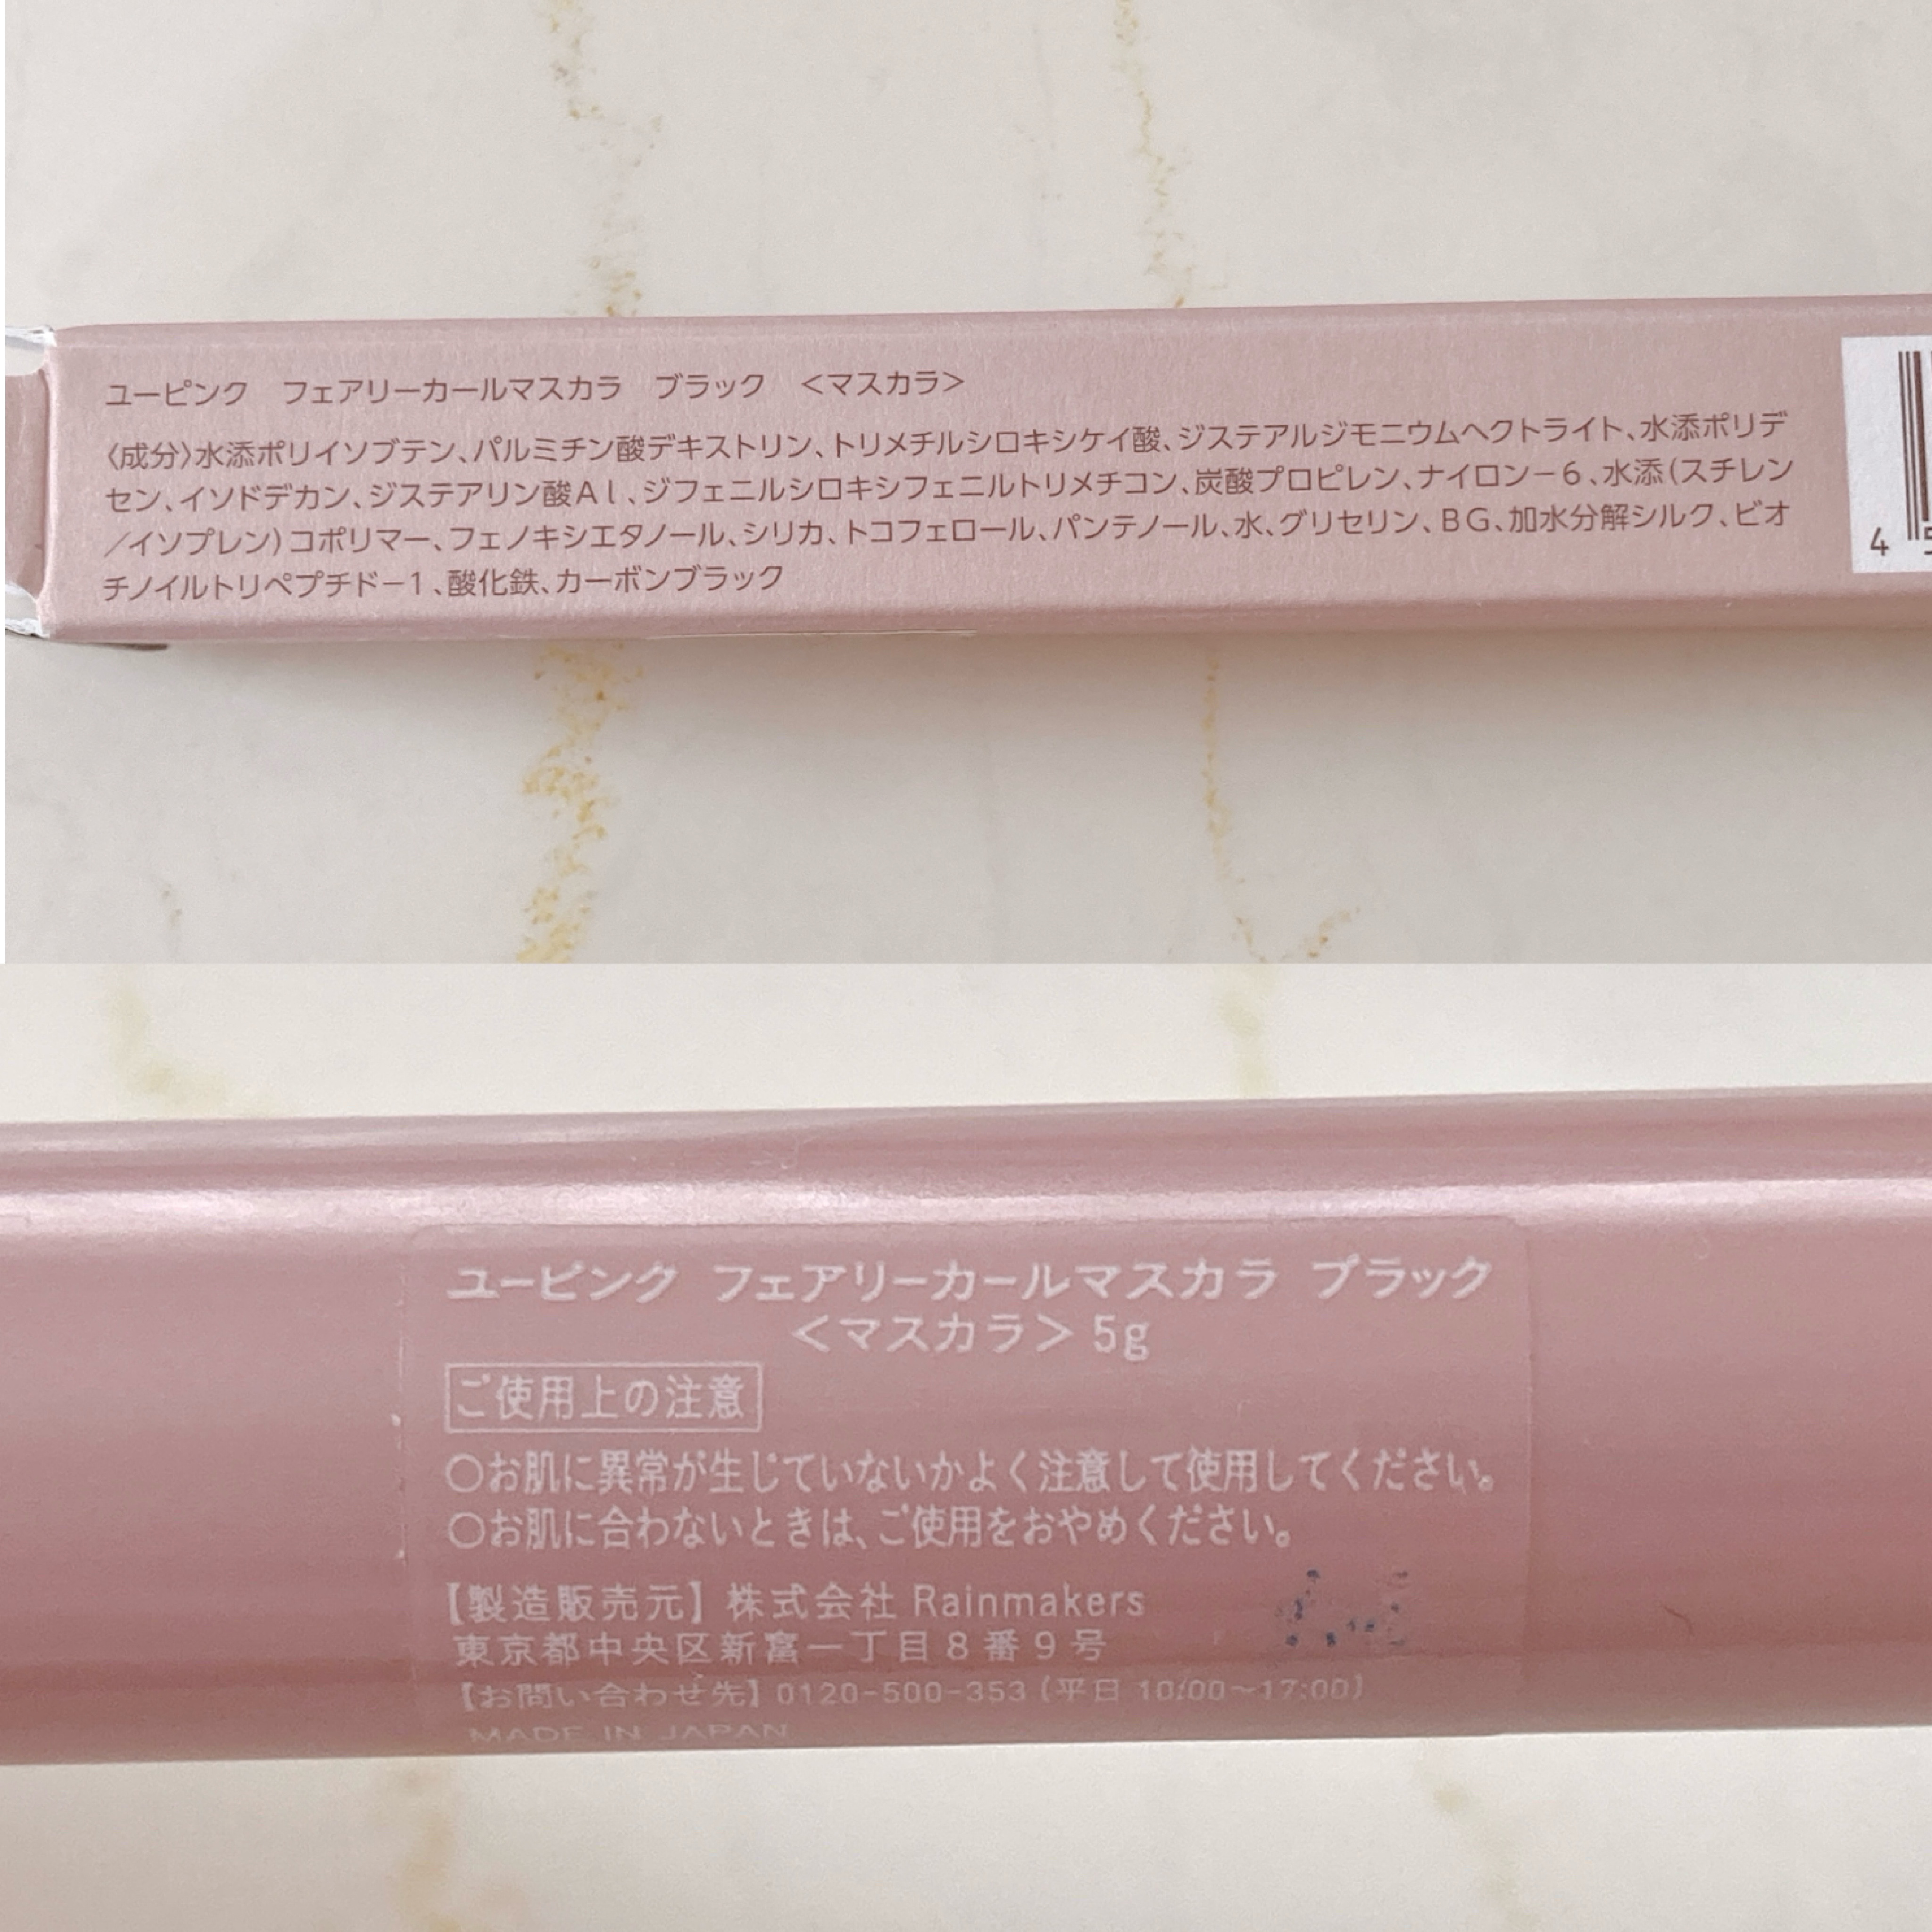 ユーピンク　フェアリーカールマスカラ　ブラック　＜マスカラ＞
〈成分〉水添ポリイソブテン、パルミチン酸デキストリン、トリメチルシロキシケイ酸、ジステアルジモニウムヘクトライト、水添ポリデ
セン、イソドデカン、ジステアリン酸Ａｌ、ジフェニルシロキシフェニルトリメチコン、炭酸プロピレン、ナイロン－６、水添（スチレン
／イソプレン）コポリマー、フェノキシエタノール、シリカ、トコフェロール、パンテノール、水、グリセリン、ＢＧ、加水分解シルク、ビオ
チノイルトリペプチド－１、酸化鉄、カーボンブラック
4
ユーピンク フェアリーカールマスカラ ブラック
＜マスカラ＞ 5g
ご使用上の注意
○お肌に異常が生じていないかよく注意して使用してください。
○お肌に合わないときは、ご使用をおやめください。
【製造販売元】 株式会社 Rainmakers
東京都中央区新富一丁目8番9号
【お問い合わせ先】 0120-500-353 (平日 10:00～17:00)
MADE IN JAPAN